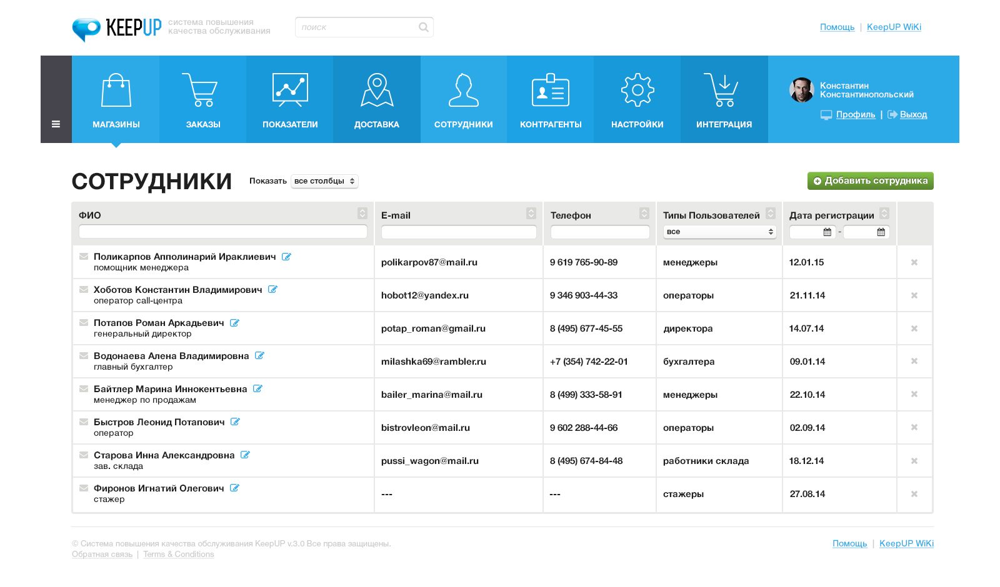 KEEPUP
система повышения
качества обслуживания
поиск
Помощь | KeepUP WiKi
МАГАЗИНЫ
ЗАКАЗЫ
ПОКАЗАТЕЛИ
ДОСТАВКА
СОТРУДНИКИ
КОНТРАГЕНТЫ
НАСТРОЙКИ
ИНТЕГРАЦИЯ
Константин
Константинопольский
Профиль | Выход
СОТРУДНИКИ
Показать все столбцы
Добавить сотрудника
ФИО E-mail Телефон Типы Пользователей Дата регистрации
все -
Поликарпов Апполинарий Ираклиевич
помощник менеджера
polikarpov87@mail.ru 9 619 765-90-89 менеджеры 12.01.15
Хоботов Константин Владимирович
оператор call-центра
hobot12@yandex.ru 9 346 903-44-33 операторы 21.11.14
Потапов Роман Аркадьевич
генеральный директор
potap_roman@gmail.ru 8 (495) 677-45-55 директора 14.07.14
Водонаева Алена Владимировна
главный бухгалтер
milashka69@rambler.ru +7 (354) 742-22-01 бухгалтера 09.01.14
Байтлер Марина Иннокентьевна
менеджер по продажам
bailer_marina@mail.ru 8 (499) 333-58-91 менеджеры 22.10.14
Быстров Леонид Потапович
оператор
bistrovleon@mail.ru 9 602 288-44-66 операторы 02.09.14
Старова Инна Александровна
зав. склада
pussi_wagon@mail.ru 8 (495) 674-84-48 работники склада 18.12.14
Фиронов Игнатий Олегович
стажер
--- --- стажеры 27.08.14
© Система повышения качества обслуживания KeepUP v.3.0 Все права защищены.
Обратная связь | Terms & Conditions
Помощь | KeepUP WiKi